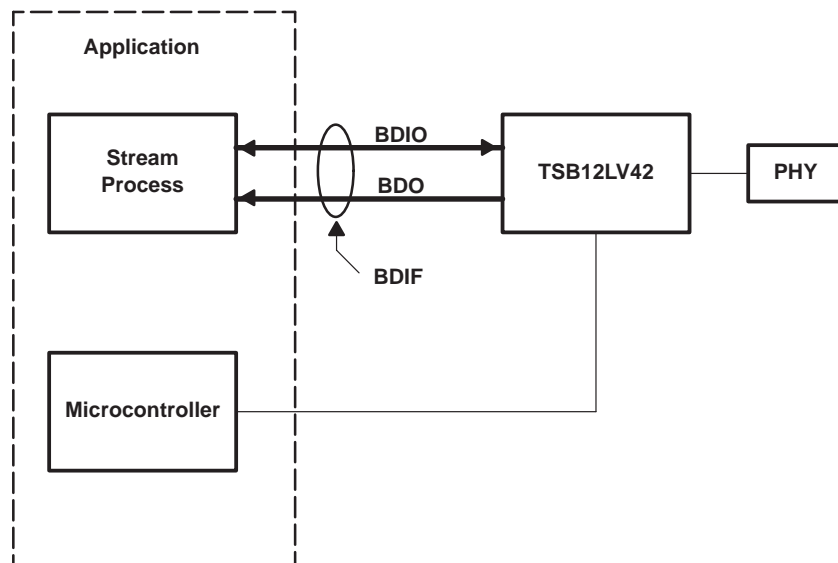 Application
Stream
Process
BDIO
BDO
BDIF
TSB12LV42
PHY
Microcontroller